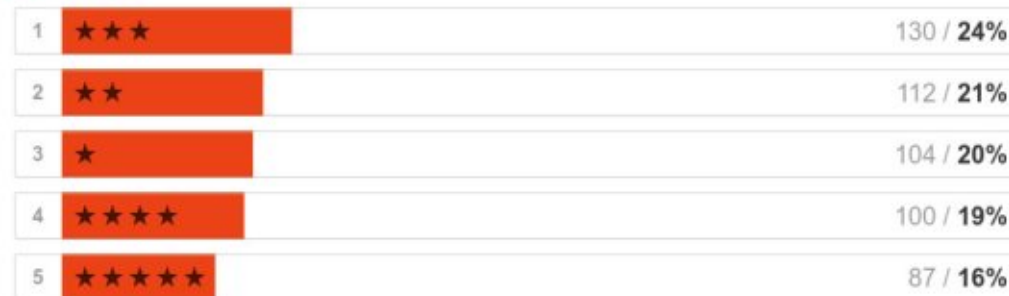 1 ★★★ 130 / 24%
2 ★★ 112 / 21%
3 ★ 104 / 20%
4 ★★★★ 100 / 19%
5 ★★★★★ 87 / 16%